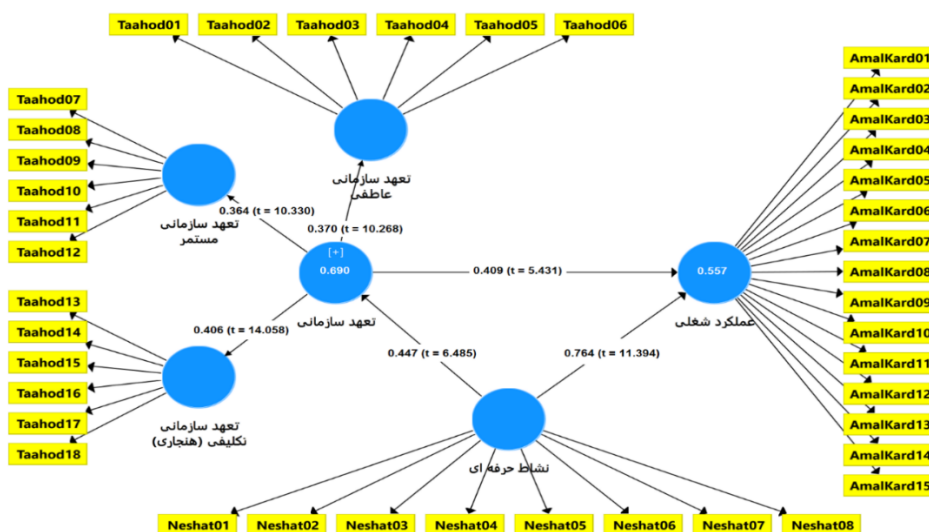 Taahod01
Taahod02
Taahod03
Taahod04
Taahod05
Taahod06
Taahod07
Taahod08
Taahod09
Taahod10
Taahod11
Taahod12
Taahod13
Taahod14
Taahod15
Taahod16
Taahod17
Taahod18
تعهد سازمانی
عاطفی
تعهد سازمانی
مستمر
0.364 (t = 10.330)
0.370 (t = 10.268)
[+]
0.690
تعهد سازمانی
0.409 (t = 5.431)
0.557
عملکرد شغلی
0.406 (t = 14.058)
0.447 (t = 6.485)
0.764 (t = 11.394)
تعهد سازمانی
تکلیفی (هنجاری)
نشاط حرفه ای
AmalKard01
AmalKard02
AmalKard03
AmalKard04
AmalKard05
AmalKard06
AmalKard07
AmalKard08
AmalKard09
AmalKard10
AmalKard11
AmalKard12
AmalKard13
AmalKard14
AmalKard15
Neshat01
Neshat02
Neshat03
Neshat04
Neshat05
Neshat06
Neshat07
Neshat08